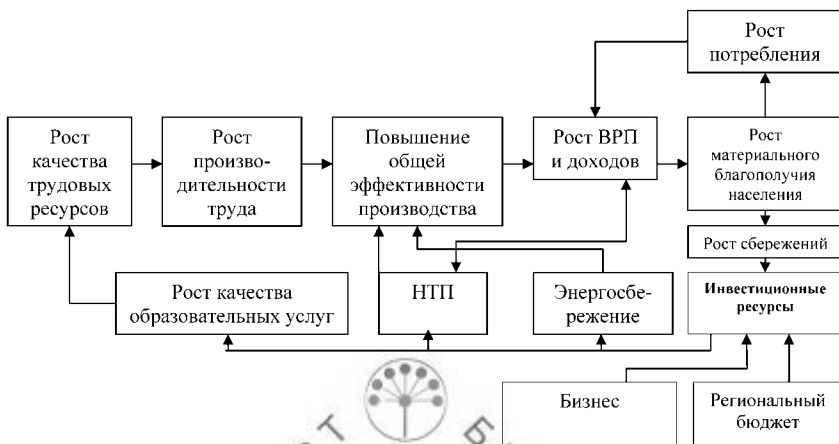 Рост
потребления
Рост
качества
трудовых
ресурсов
Рост
произво-
дительности
труда
Повышение
общей
эффективности
производства
Рост ВРП
и доходов
Рост
материального
благополучия
населения
Рост сбережений
Рост качества
образовательных услуг
НТП
Энергосбе-
режение
Инвестиционные
ресурсы
Бизнес
Региональный
бюджет